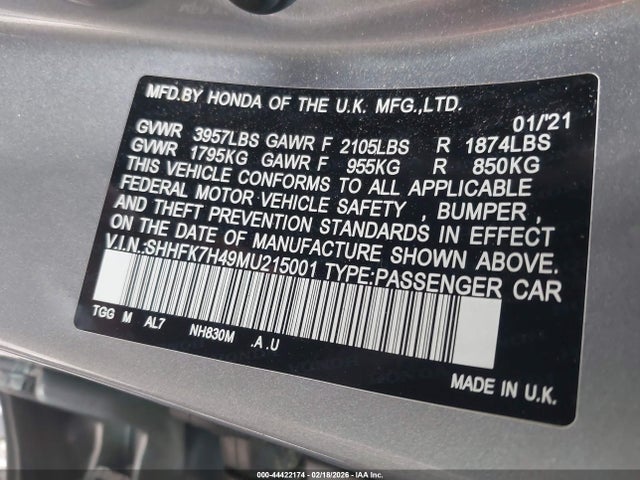 MFD.BY HONDA OF THE U.K. MFG.,LTD.
01/'21
GVWR 3957LBS GAWR F 2105LBS R 1874LBS
GVWR 1795KG GAWR F 955KG R 850KG
THIS VEHICLE CONFORMS TO ALL APPLICABLE
FEDERAL MOTOR VEHICLE SAFETY , BUMPER ,
AND THEFT PREVENTION STANDARDS IN EFFECT
ON THE DATE OF MANUFACTURE SHOWN ABOVE.
V.I.N.:SHHFK7H49MU215001 TYPE:PASSENGER CAR
TGG M AL7 NH830M .A .U
MADE IN U.K.
000-44422174 | 02/18/2026 - IAA Inc.